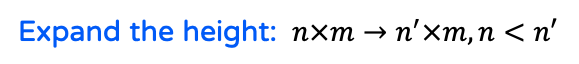 Expand the height: n×m → n′×m, n < n′